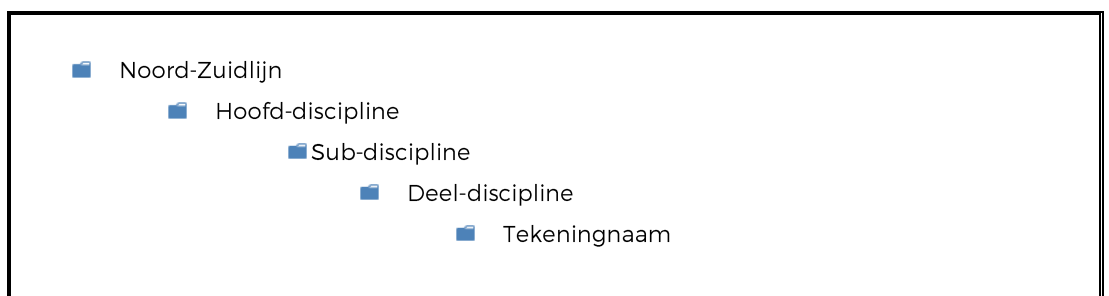 Noord-Zuidlijn
Hoofd-discipline
Sub-discipline
Deel-discipline
Tekeningnaam